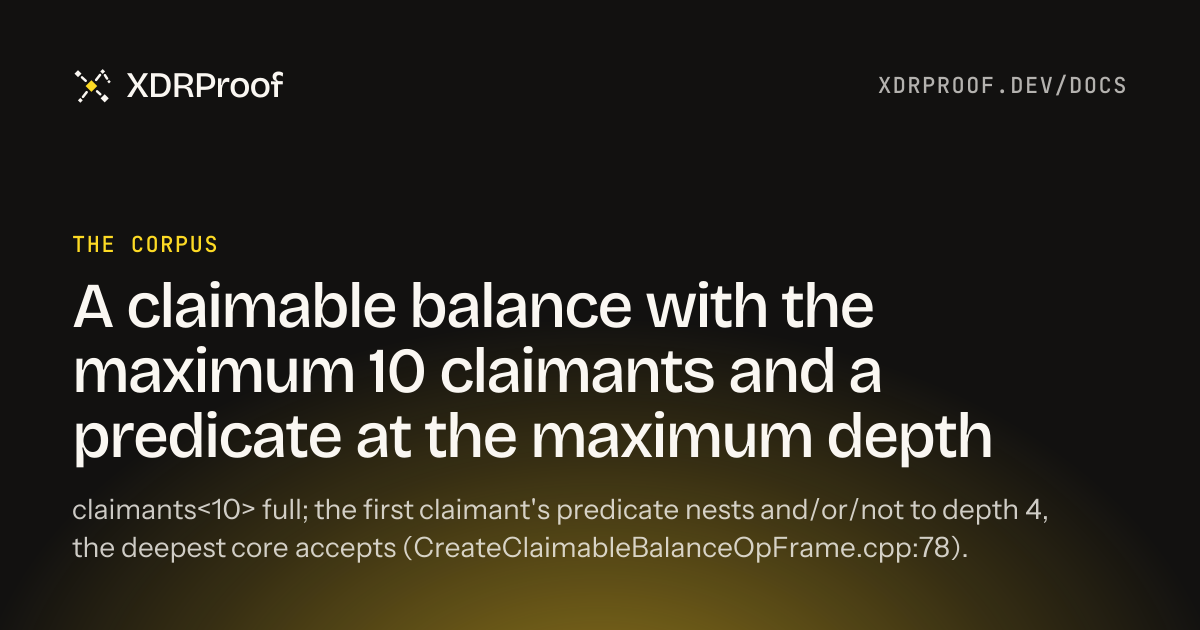 XDRProof
XDRPROOF.DEV/DOCS
THE CORPUS
A claimable balance with the
maximum 10 claimants and a
predicate at the maximum depth
claimants<10> full; the first claimant's predicate nests and/or/not to depth 4,
the deepest core accepts (CreateClaimableBalanceOpFrame.cpp:78).